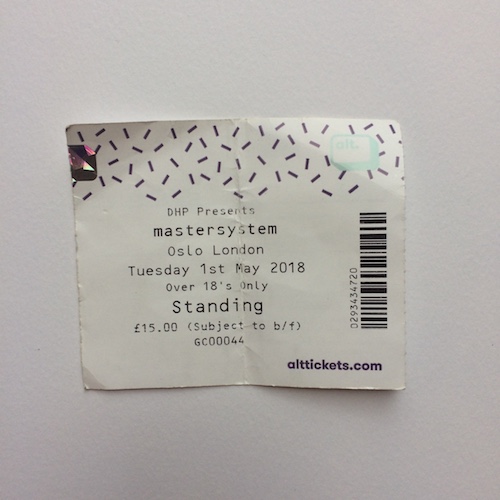 alt.
DHP Presents
mastersystem
Oslo London
Tuesday 1st May 2018
Over 18's Only
Standing
£15.00 (Subject to b/f)
GC00044
0293434720
alttickets.com